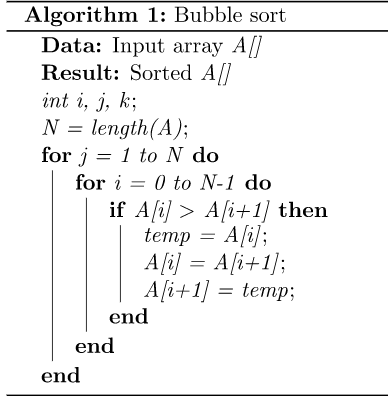 Algorithm 1: Bubble sort
Data: Input array A[]
Result: Sorted A[]
int i, j, k;
N = length(A);
for j = 1 to N do
for i = 0 to N-1 do
if A[i] > A[i+1] then
temp = A[i];
A[i] = A[i+1];
A[i+1] = temp;
end
end
end